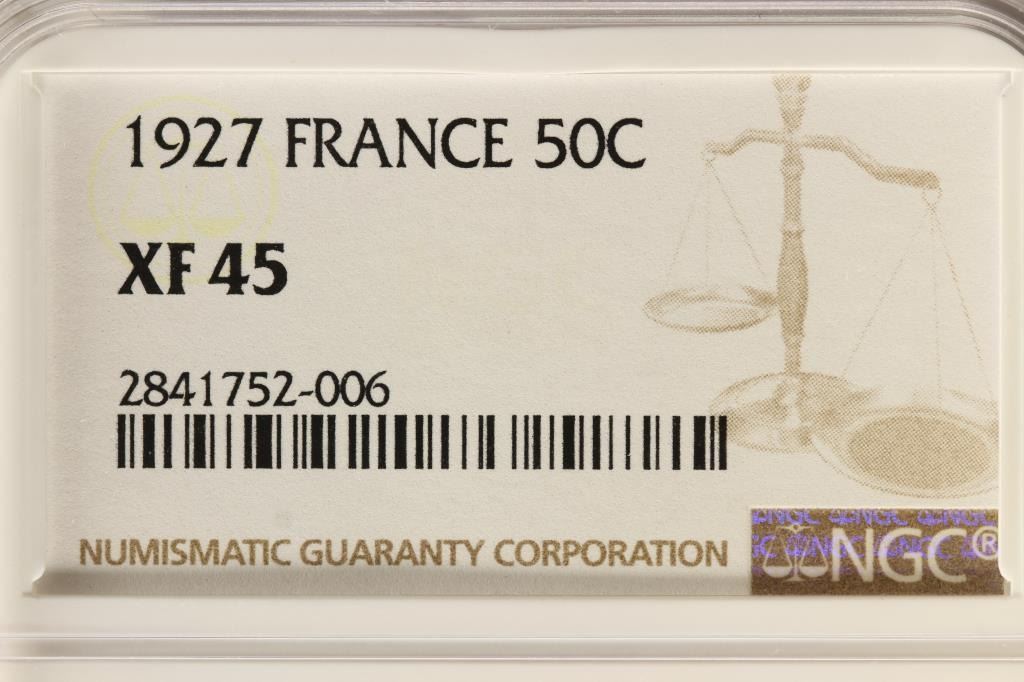 1927 FRANCE 50C
XF 45
2841752-006
NUMISMATIC GUARANTY CORPORATION
NGC®